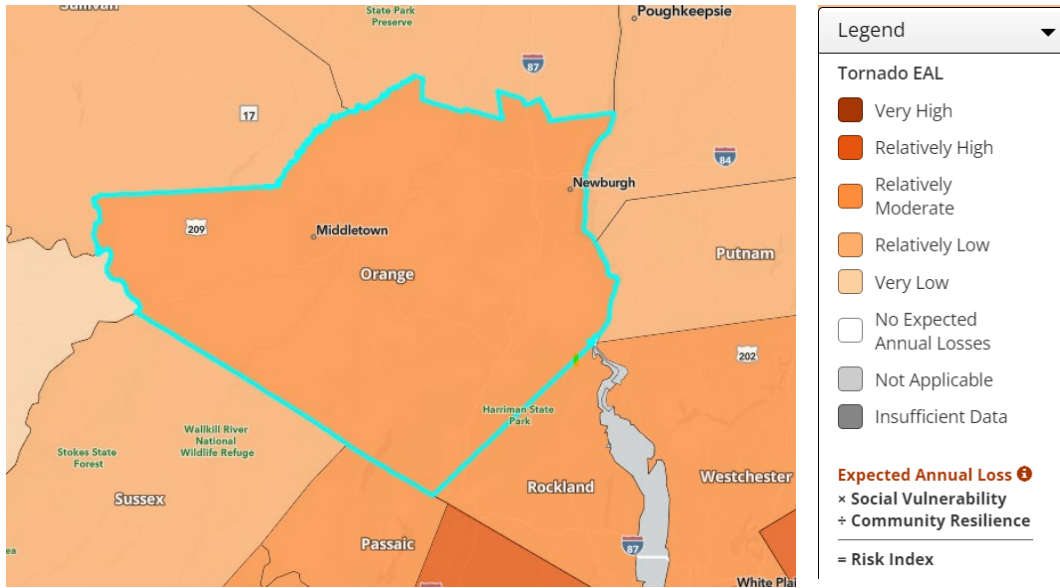 Sullivan
State Park
Preserve
Poughkeepsie
87
17
84
Newburgh
209
Middletown
Putnam
Orange
202
Harriman State
Park
Wallkill River
National
Wildlife Refuge
Stokes State
Forest
Westchester
Rockland
Sussex
Passaic
87
White Plai
Legend
Tornado EAL
Very High
Relatively High
Relatively
Moderate
Relatively Low
Very Low
No Expected
Annual Losses
Not Applicable
Insufficient Data
Expected Annual Loss
× Social Vulnerability
÷ Community Resilience
= Risk Index